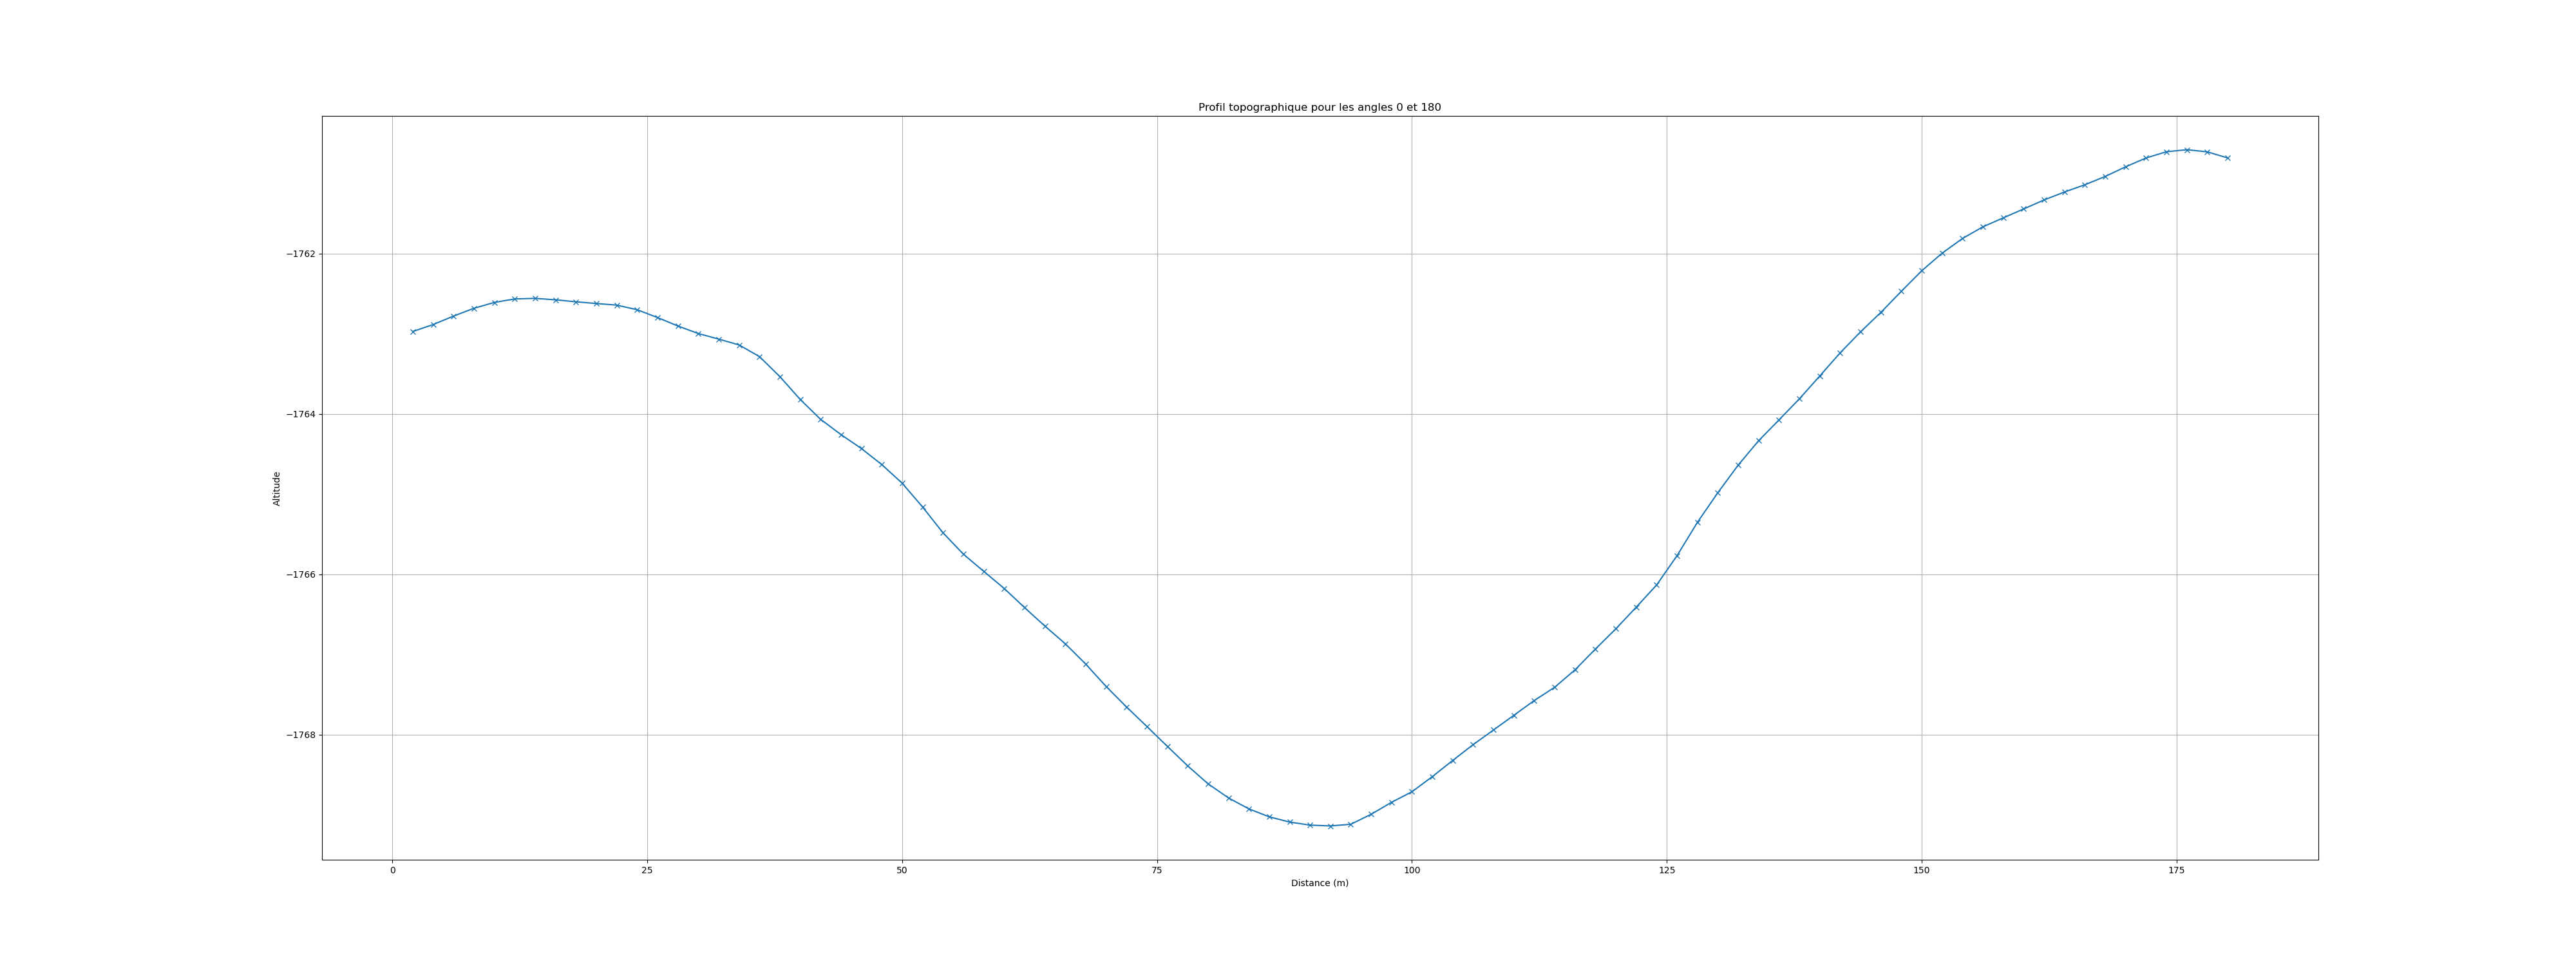 Profil topographique pour les angles 0 et 180
Altitude
−1762
−1764
−1766
−1768
0 25 50 75 100 125 150 175
Distance (m)